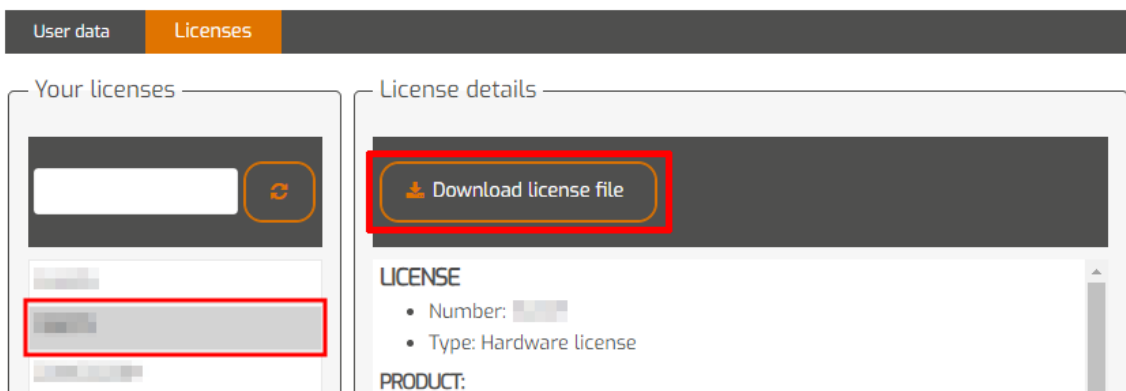 User data
Licenses
Your licenses
License details
Download license file
LICENSE
• Number:
• Type: Hardware license
PRODUCT: